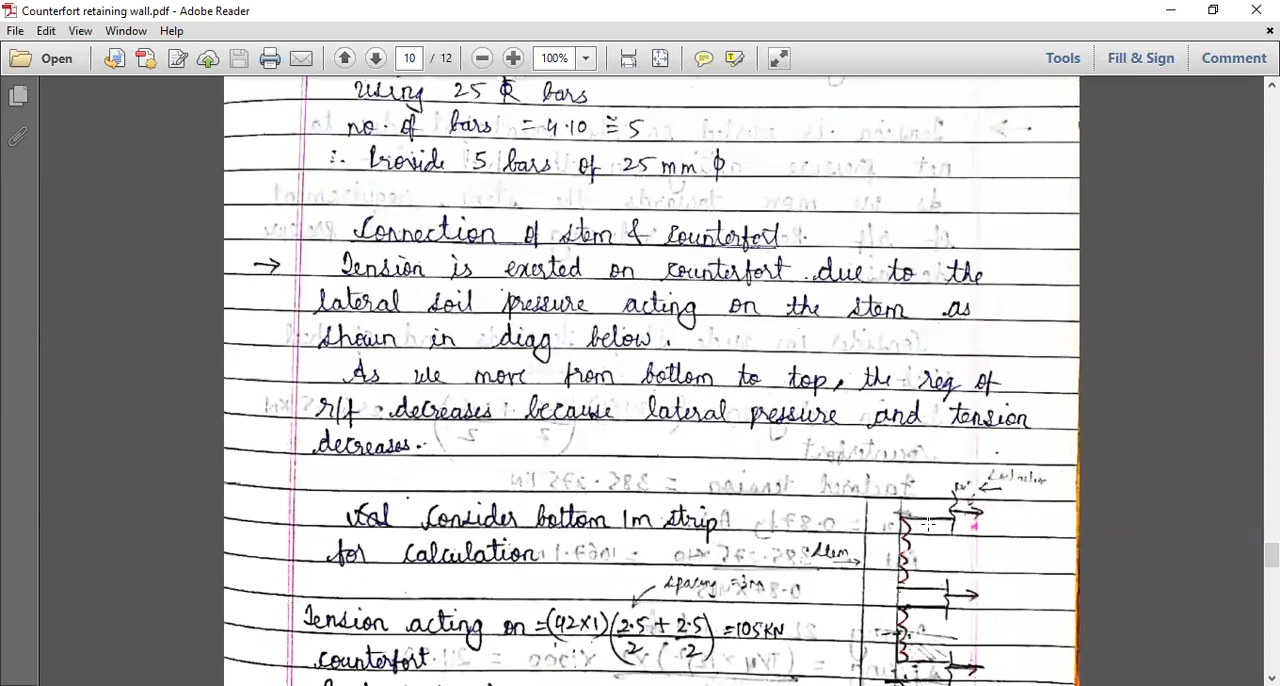 Counterfort retaining wall.pdf - Adobe Reader
File Edit View Window Help
Open 10 / 12 100% Tools Fill & Sign Comment
Using 25 ϕ bars
no. of bars = 4.10 ≅ 5
∴ Provide 5 bars of 25 mm ϕ
Connection of stem & counterfort.
→ Tension is exerted on counterfort due to the
lateral soil pressure acting on the stem as
shown in diag below.
As we move from bottom to top, the req of
r/f decreases because lateral pressure and tension
decreases.
Consider bottom 1m strip
for calculation
Stem
spacing = 3m
Tension acting on = (42×1) (2.5/2 + 2.5/2) = 105 KN
counterfort.